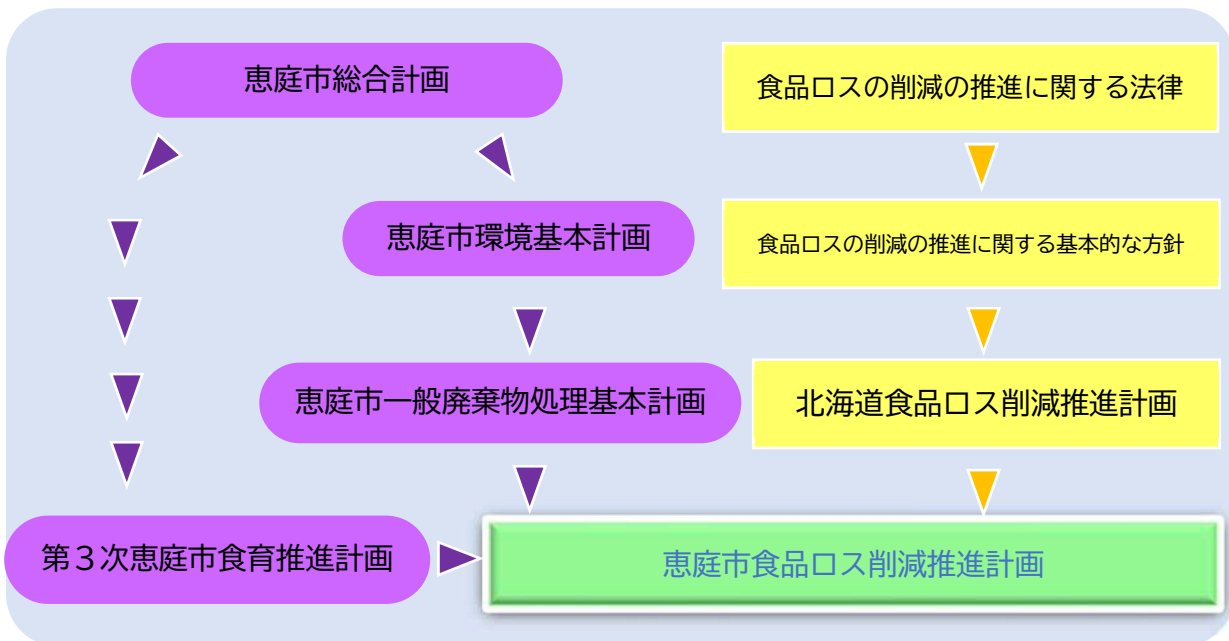 恵庭市総合計画
食品ロスの削減の推進に関する法律
恵庭市環境基本計画
食品ロスの削減の推進に関する基本的な方針
恵庭市一般廃棄物処理基本計画
北海道食品ロス削減推進計画
第３次恵庭市食育推進計画
恵庭市食品ロス削減推進計画